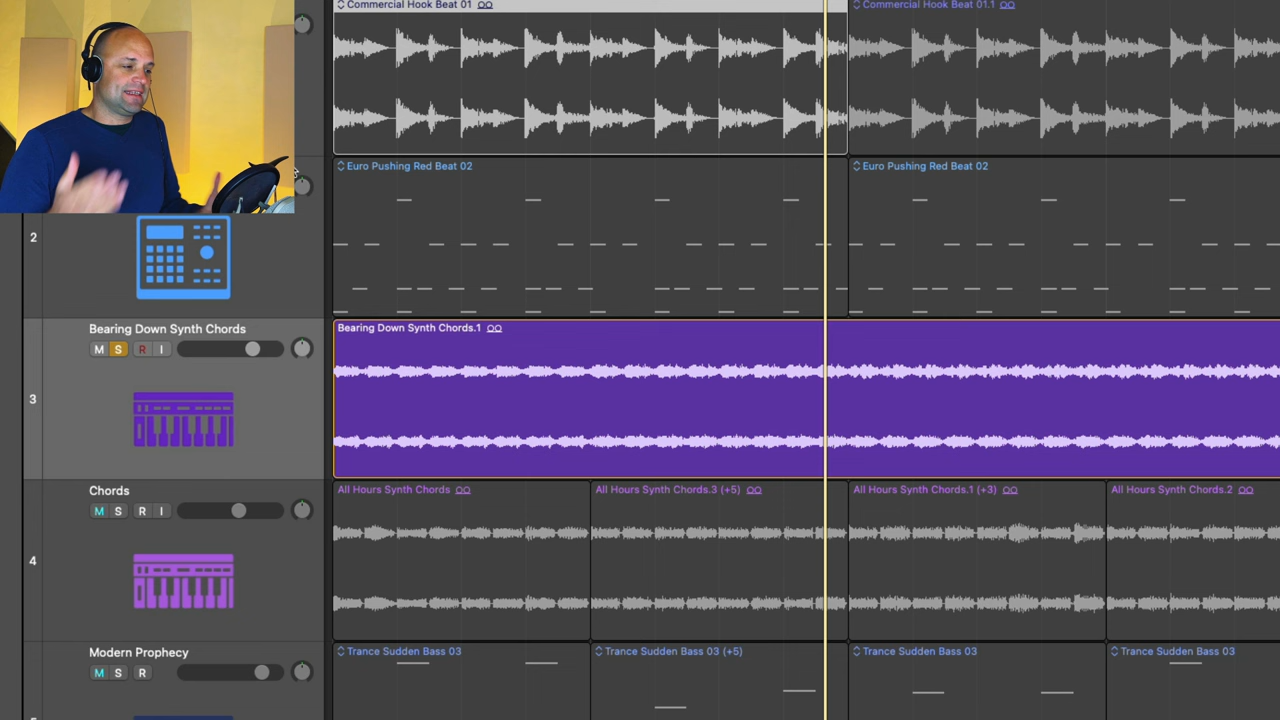 Commercial Hook Beat 01
Commercial Hook Beat 01.1
Euro Pushing Red Beat 02
Euro Pushing Red Beat 02
2
Bearing Down Synth Chords
M S R I
Bearing Down Synth Chords.1
3
Chords
M S R I
All Hours Synth Chords
All Hours Synth Chords.3 (+5)
All Hours Synth Chords.1 (+3)
All Hours Synth Chords.2
4
Modern Prophecy
M S R
Trance Sudden Bass 03
Trance Sudden Bass 03 (+5)
Trance Sudden Bass 03
Trance Sudden Bass 03